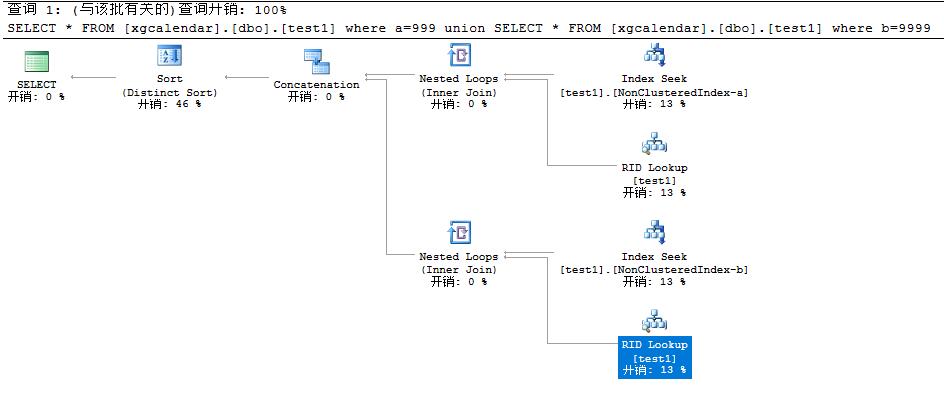 查询 1: (与该批有关的)查询开销: 100%
SELECT * FROM [xgcalendar].[dbo].[test1] where a=999 union SELECT * FROM [xgcalendar].[dbo].[test1] where b=9999
SELECT
开销: 0 %
Sort
(Distinct Sort)
开销: 46 %
Concatenation
开销: 0 %
Nested Loops
(Inner Join)
开销: 0 %
Index Seek
[test1].[NonClusteredIndex-a]
开销: 13 %
RID Lookup
[test1]
开销: 13 %
Nested Loops
(Inner Join)
开销: 0 %
Index Seek
[test1].[NonClusteredIndex-b]
开销: 13 %
RID Lookup
[test1]
开销: 13 %